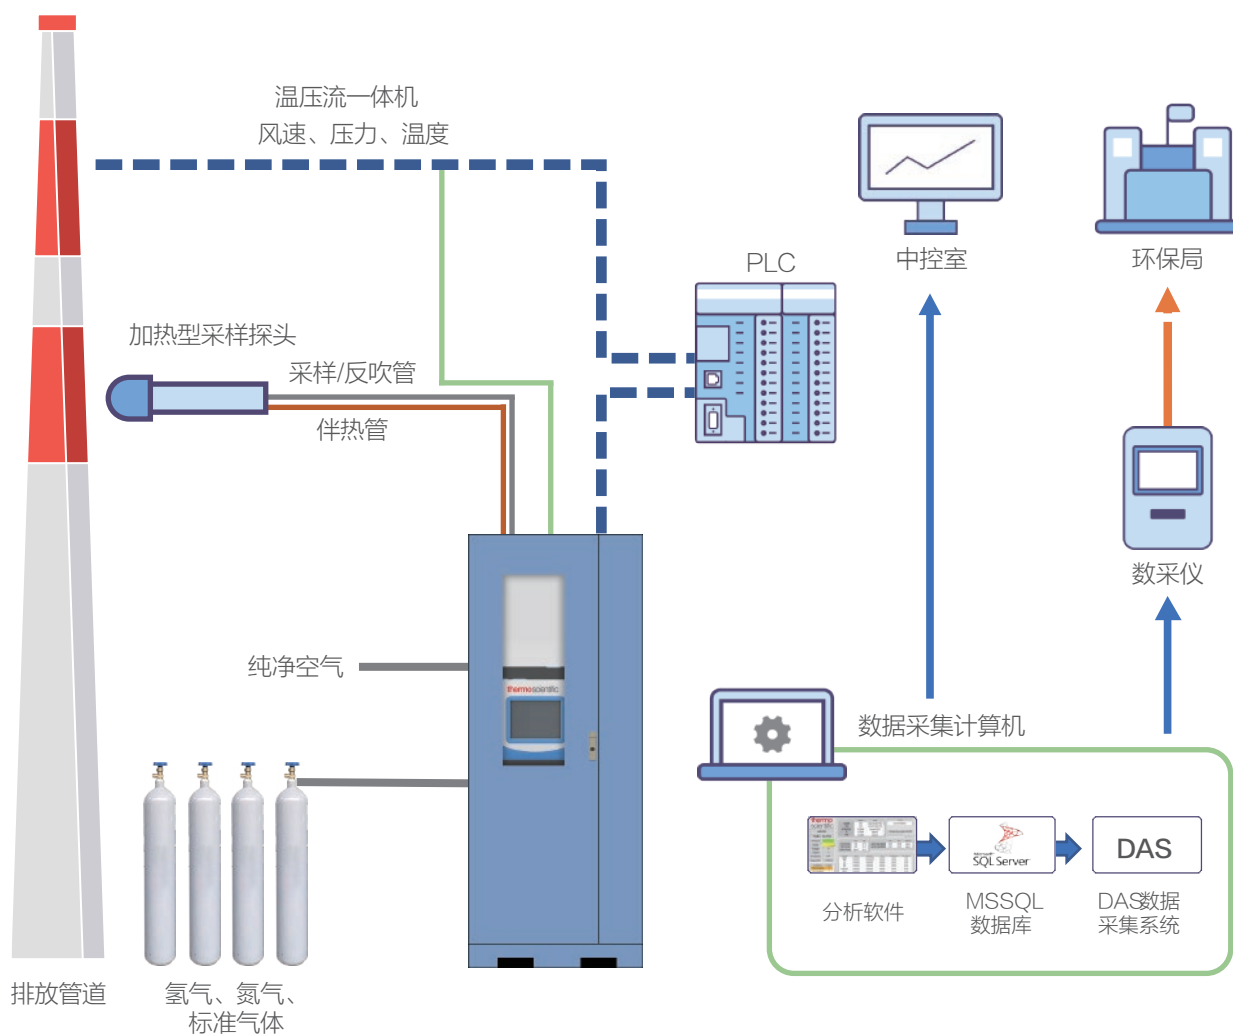 温压流一体机
风速、压力、温度
加热型采样探头
采样/反吹管
伴热管
PLC
中控室
环保局
数采仪
纯净空气
thermoscientific
数据采集计算机
thermo
scientific
Microsoft
SQL Server
DAS
分析软件
MSSQL
数据库
DAS数据
采集系统
排放管道
氢气、氮气、
标准气体